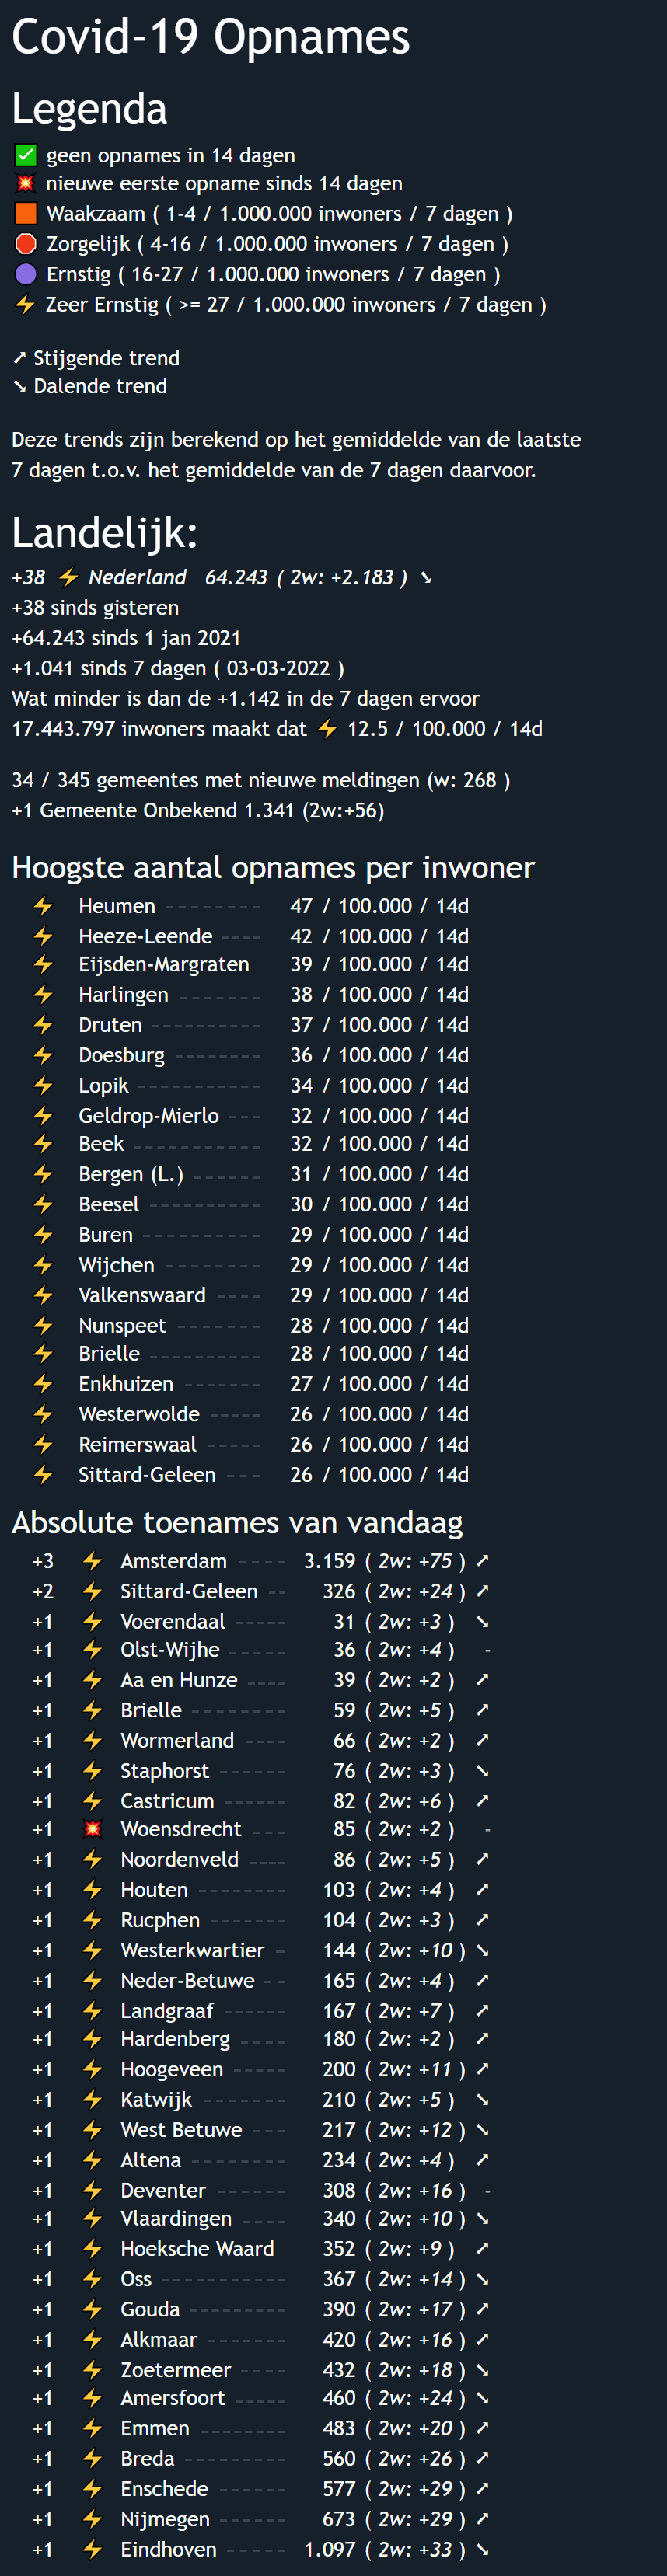 Covid-19 Opnames
Legenda
✅ geen opnames in 14 dagen
💥 nieuwe eerste opname sinds 14 dagen
🟧 Waakzaam ( 1-4 / 1.000.000 inwoners / 7 dagen )
🛑 Zorgelijk ( 4-16 / 1.000.000 inwoners / 7 dagen )
🟣 Ernstig ( 16-27 / 1.000.000 inwoners / 7 dagen )
⚡ Zeer Ernstig ( >= 27 / 1.000.000 inwoners / 7 dagen )
➚ Stijgende trend
➘ Dalende trend
Deze trends zijn berekend op het gemiddelde van de laatste
7 dagen t.o.v. het gemiddelde van de 7 dagen daarvoor.
Landelijk:
+38 ⚡ Nederland 64.243 ( 2w: +2.183 ) ➘
+38 sinds gisteren
+64.243 sinds 1 jan 2021
+1.041 sinds 7 dagen ( 03-03-2022 )
Wat minder is dan de +1.142 in de 7 dagen ervoor
17.443.797 inwoners maakt dat ⚡ 12.5 / 100.000 / 14d
34 / 345 gemeentes met nieuwe meldingen (w: 268 )
+1 Gemeente Onbekend 1.341 (2w:+56)
Hoogste aantal opnames per inwoner
⚡ Heumen -------- 47 / 100.000 / 14d
⚡ Heeze-Leende ---- 42 / 100.000 / 14d
⚡ Eijsden-Margraten 39 / 100.000 / 14d
⚡ Harlingen ------- 38 / 100.000 / 14d
⚡ Druten --------- 37 / 100.000 / 14d
⚡ Doesburg ------- 36 / 100.000 / 14d
⚡ Lopik ---------- 34 / 100.000 / 14d
⚡ Geldrop-Mierlo --- 32 / 100.000 / 14d
⚡ Beek ----------- 32 / 100.000 / 14d
⚡ Bergen (L.) ------ 31 / 100.000 / 14d
⚡ Beesel --------- 30 / 100.000 / 14d
⚡ Buren ---------- 29 / 100.000 / 14d
⚡ Wijchen -------- 29 / 100.000 / 14d
⚡ Valkenswaard ---- 29 / 100.000 / 14d
⚡ Nunspeet ------- 28 / 100.000 / 14d
⚡ Brielle --------- 28 / 100.000 / 14d
⚡ Enkhuizen ------ 27 / 100.000 / 14d
⚡ Westerwolde ----- 26 / 100.000 / 14d
⚡ Reimerswaal ----- 26 / 100.000 / 14d
⚡ Sittard-Geleen --- 26 / 100.000 / 14d
Absolute toenames van vandaag
+3 ⚡ Amsterdam ---- 3.159 ( 2w: +75 ) ➚
+2 ⚡ Sittard-Geleen -- 326 ( 2w: +24 ) ➚
+1 ⚡ Voerendaal ----- 31 ( 2w: +3 ) ➘
+1 ⚡ Olst-Wijhe ----- 36 ( 2w: +4 ) -
+1 ⚡ Aa en Hunze ---- 39 ( 2w: +2 ) ➚
+1 ⚡ Brielle -------- 59 ( 2w: +5 ) ➚
+1 ⚡ Wormerland ---- 66 ( 2w: +2 ) ➚
+1 ⚡ Staphorst ------ 76 ( 2w: +3 ) ➘
+1 ⚡ Castricum ------ 82 ( 2w: +6 ) ➚
+1 💥 Woensdrecht --- 85 ( 2w: +2 ) -
+1 ⚡ Noordenveld ---- 86 ( 2w: +5 ) ➚
+1 ⚡ Houten -------- 103 ( 2w: +4 ) ➚
+1 ⚡ Rucphen ------- 104 ( 2w: +3 ) ➚
+1 ⚡ Westerkwartier - 144 ( 2w: +10 ) ➘
+1 ⚡ Neder-Betuwe -- 165 ( 2w: +4 ) ➚
+1 ⚡ Landgraaf ------ 167 ( 2w: +7 ) ➚
+1 ⚡ Hardenberg ---- 180 ( 2w: +2 ) ➚
+1 ⚡ Hoogeveen ----- 200 ( 2w: +11 ) ➚
+1 ⚡ Katwijk ------- 210 ( 2w: +5 ) ➘
+1 ⚡ West Betuwe --- 217 ( 2w: +12 ) ➘
+1 ⚡ Altena -------- 234 ( 2w: +4 ) ➚
+1 ⚡ Deventer ------ 308 ( 2w: +16 ) -
+1 ⚡ Vlaardingen ---- 340 ( 2w: +10 ) ➘
+1 ⚡ Hoeksche Waard 352 ( 2w: +9 ) ➚
+1 ⚡ Oss ---------- 367 ( 2w: +14 ) ➘
+1 ⚡ Gouda -------- 390 ( 2w: +17 ) ➚
+1 ⚡ Alkmaar ------- 420 ( 2w: +16 ) ➚
+1 ⚡ Zoetermeer ---- 432 ( 2w: +18 ) ➘
+1 ⚡ Amersfoort ----- 460 ( 2w: +24 ) ➘
+1 ⚡ Emmen ------- 483 ( 2w: +20 ) ➚
+1 ⚡ Breda --------- 560 ( 2w: +26 ) ➚
+1 ⚡ Enschede ------ 577 ( 2w: +29 ) ➚
+1 ⚡ Nijmegen ------ 673 ( 2w: +29 ) ➚
+1 ⚡ Eindhoven ----- 1.097 ( 2w: +33 ) ➘